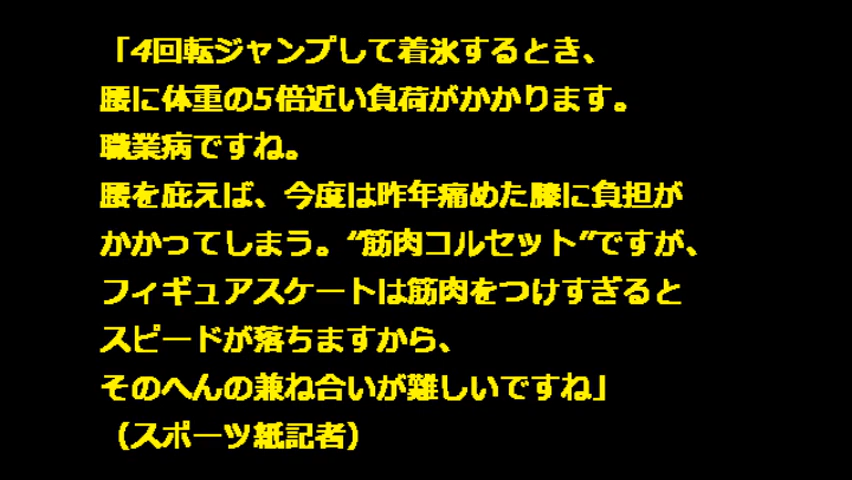 「4回転ジャンプして着氷するとき、
腰に体重の5倍近い負荷がかかります。
職業病ですね。
腰を庇えば、今度は昨年痛めた膝に負担が
かかってしまう。“筋肉コルセット”ですが、
フィギュアスケートは筋肉をつけすぎると
スピードが落ちますから、
そのへんの兼ね合いが難しいですね」
（スポーツ紙記者）